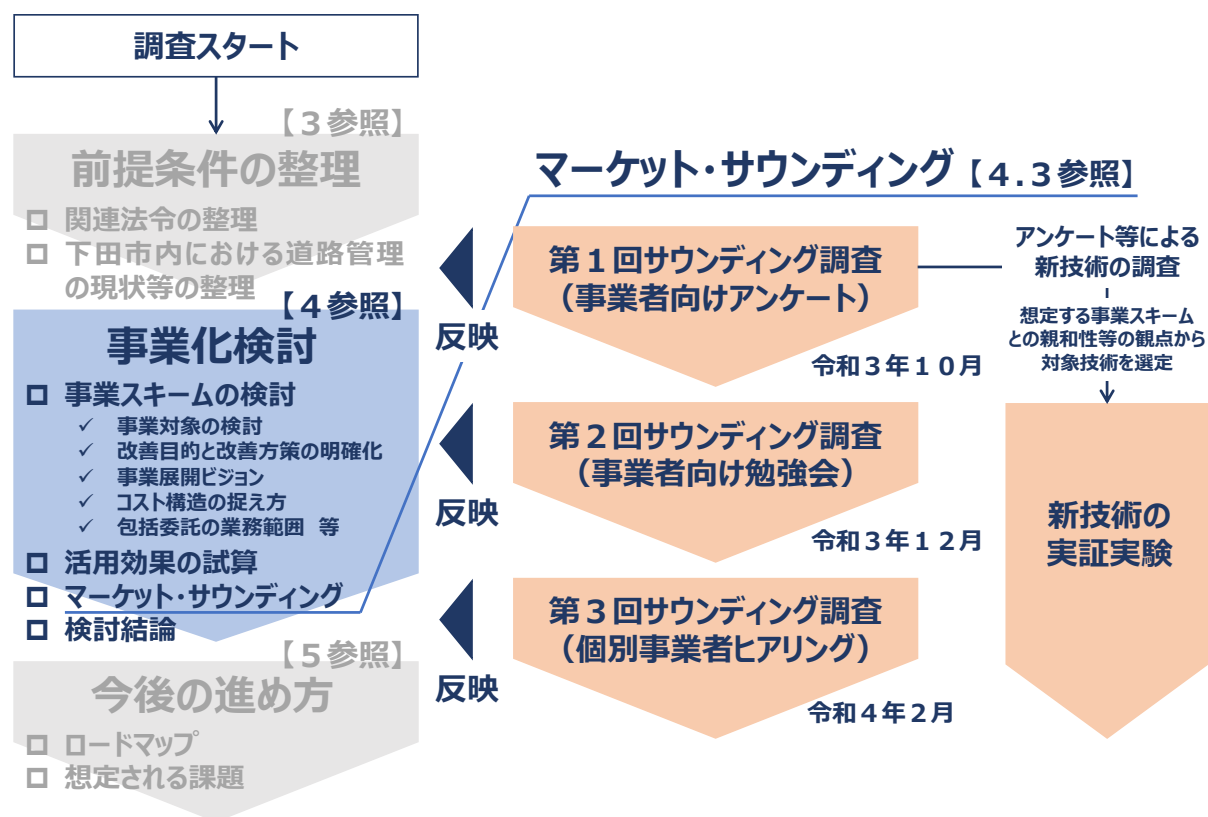 調査スタート
【3参照】
前提条件の整理
関連法令の整理
下田市内における道路管理
の現状等の整理
【4参照】
事業化検討
事業スキームの検討
✓ 事業対象の検討
✓ 改善目的と改善方策の明確化
✓ 事業展開ビジョン
✓ コスト構造の捉え方
✓ 包括委託の業務範囲 等
活用効果の試算
マーケット・サウンディング
検討結論
【5参照】
今後の進め方
ロードマップ
想定される課題
マーケット・サウンディング【4.3参照】
反映
第1回サウンディング調査
(事業者向けアンケート)
令和3年10月
反映
第2回サウンディング調査
(事業者向け勉強会)
令和3年12月
反映
第3回サウンディング調査
(個別事業者ヒアリング)
令和4年2月
アンケート等による
新技術の調査
想定する事業スキーム
との親和性等の観点から
対象技術を選定
新技術の
実証実験